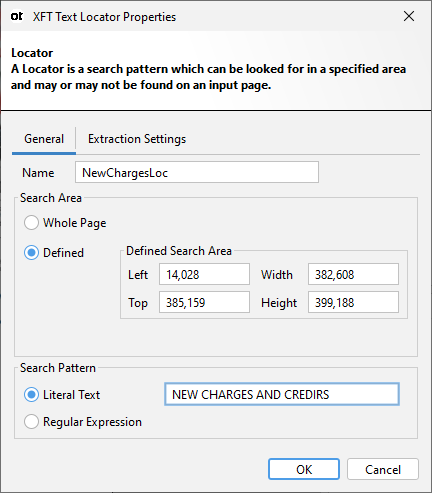 ot XFT Text Locator Properties
Locator
A Locator is a search pattern which can be looked for in a specified area
and may or may not be found on an input page.
General Extraction Settings
Name NewChargesLoc
Search Area
Whole Page
Defined
Defined Search Area
Left 14,028 Width 382,608
Top 385,159 Height 399,188
Search Pattern
Literal Text NEW CHARGES AND CREDIRS
Regular Expression
OK Cancel